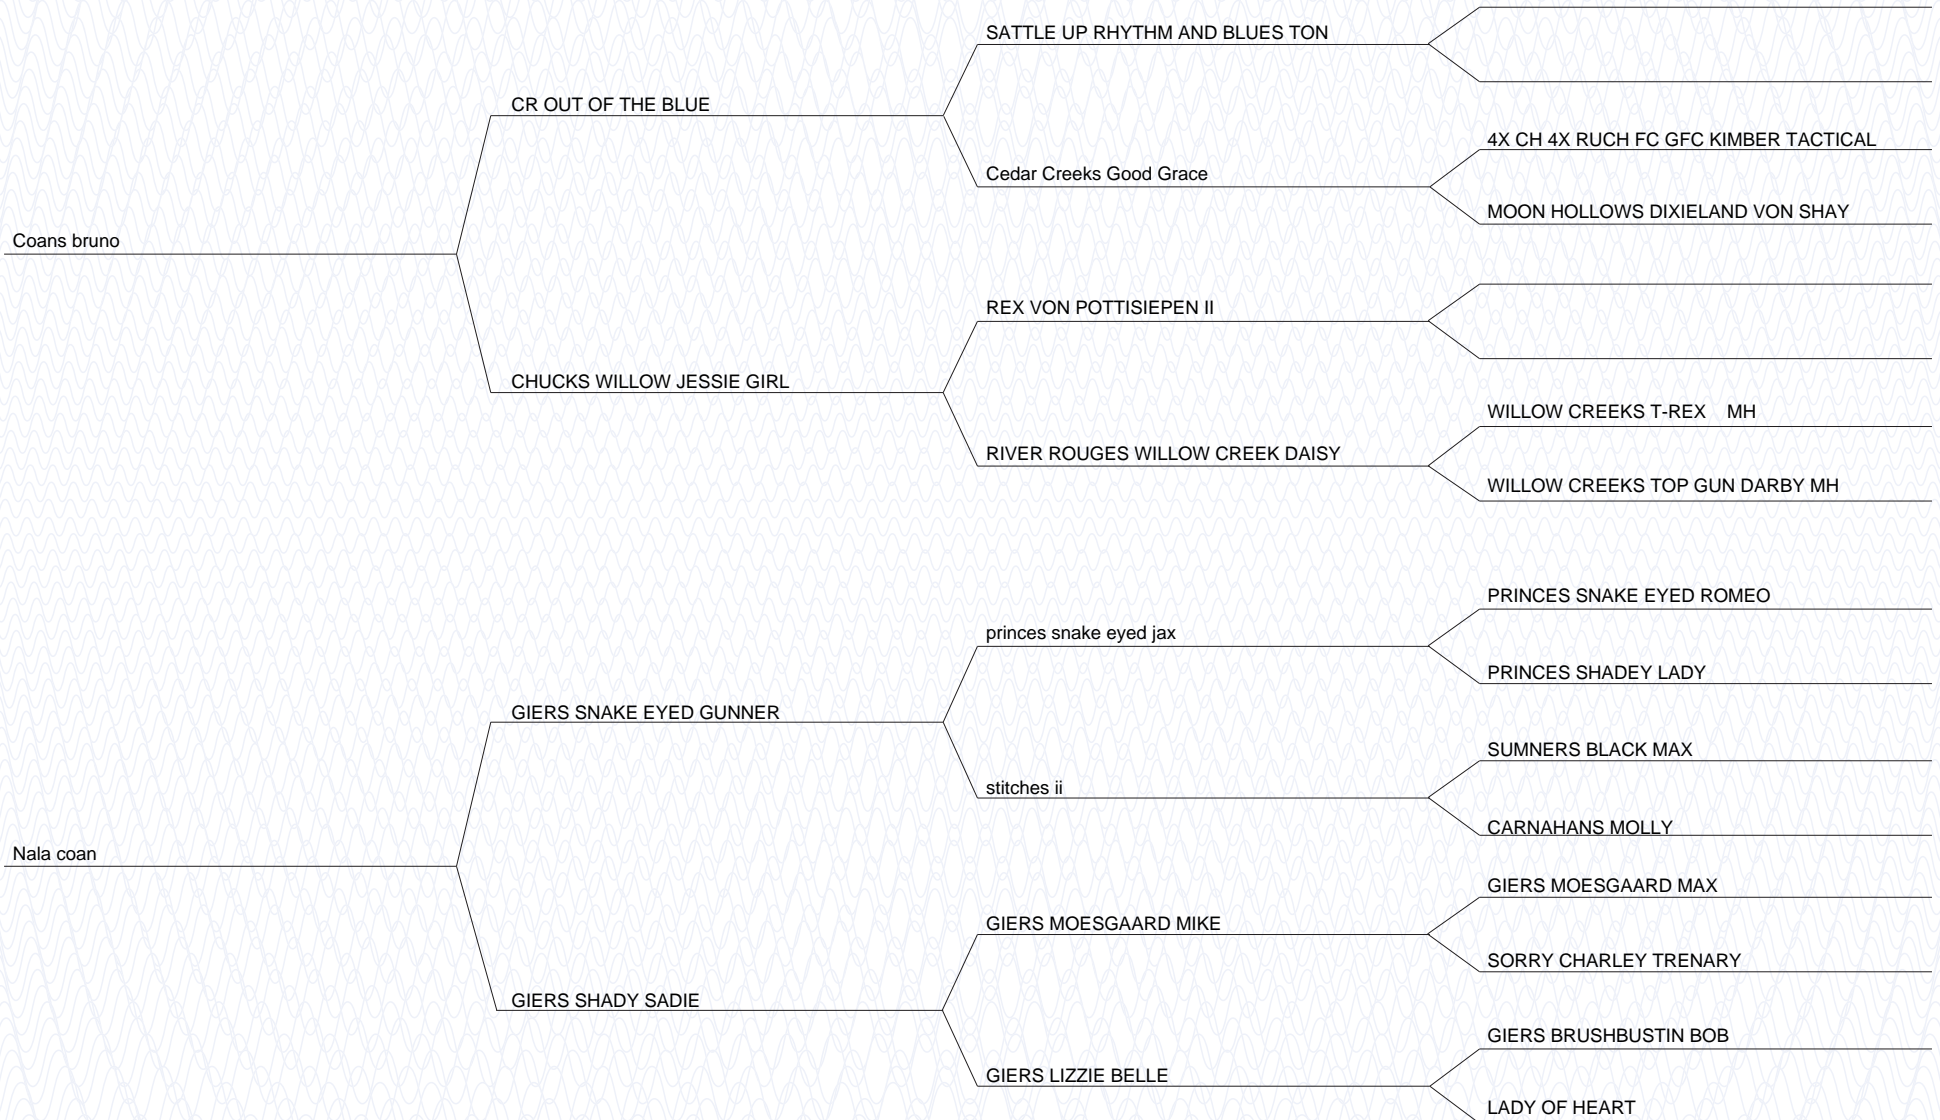 SATTLE UP RHYTHM AND BLUES TON
CR OUT OF THE BLUE
4X CH 4X RUCH FC GFC KIMBER TACTICAL
Cedar Creeks Good Grace
MOON HOLLOWS DIXIELAND VON SHAY
Coans bruno
REX VON POTTISIEPEN II
CHUCKS WILLOW JESSIE GIRL
WILLOW CREEKS T-REX MH
RIVER ROUGES WILLOW CREEK DAISY
WILLOW CREEKS TOP GUN DARBY MH
PRINCES SNAKE EYED ROMEO
princes snake eyed jax
PRINCES SHADEY LADY
GIERS SNAKE EYED GUNNER
SUMNERS BLACK MAX
stitches ii
CARNAHANS MOLLY
Nala coan
GIERS MOESGAARD MAX
GIERS MOESGAARD MIKE
SORRY CHARLEY TRENARY
GIERS SHADY SADIE
GIERS BRUSHBUSTIN BOB
GIERS LIZZIE BELLE
LADY OF HEART